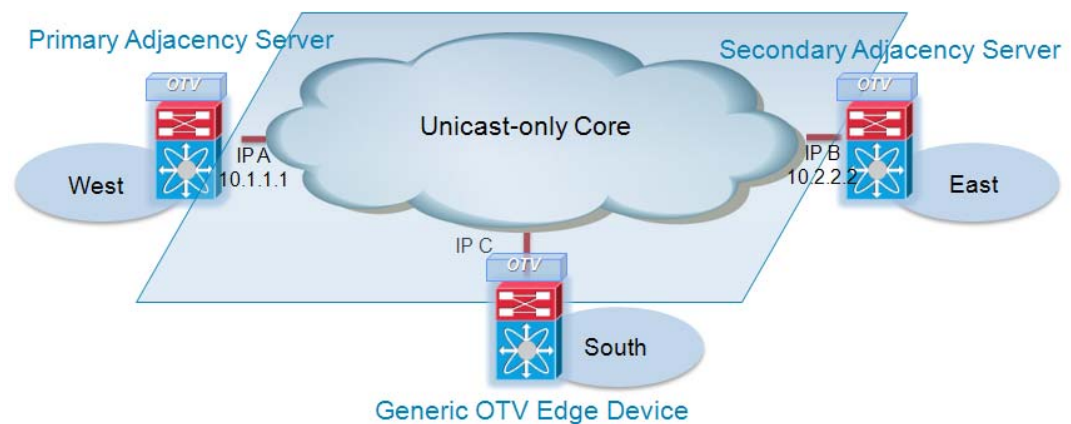 Primary Adjacency Server
Secondary Adjacency Server
OTV
OTV
Unicast-only Core
IP A
10.1.1.1
IP B
10.2.2.2
West
East
IP C
OTV
South
Generic OTV Edge Device